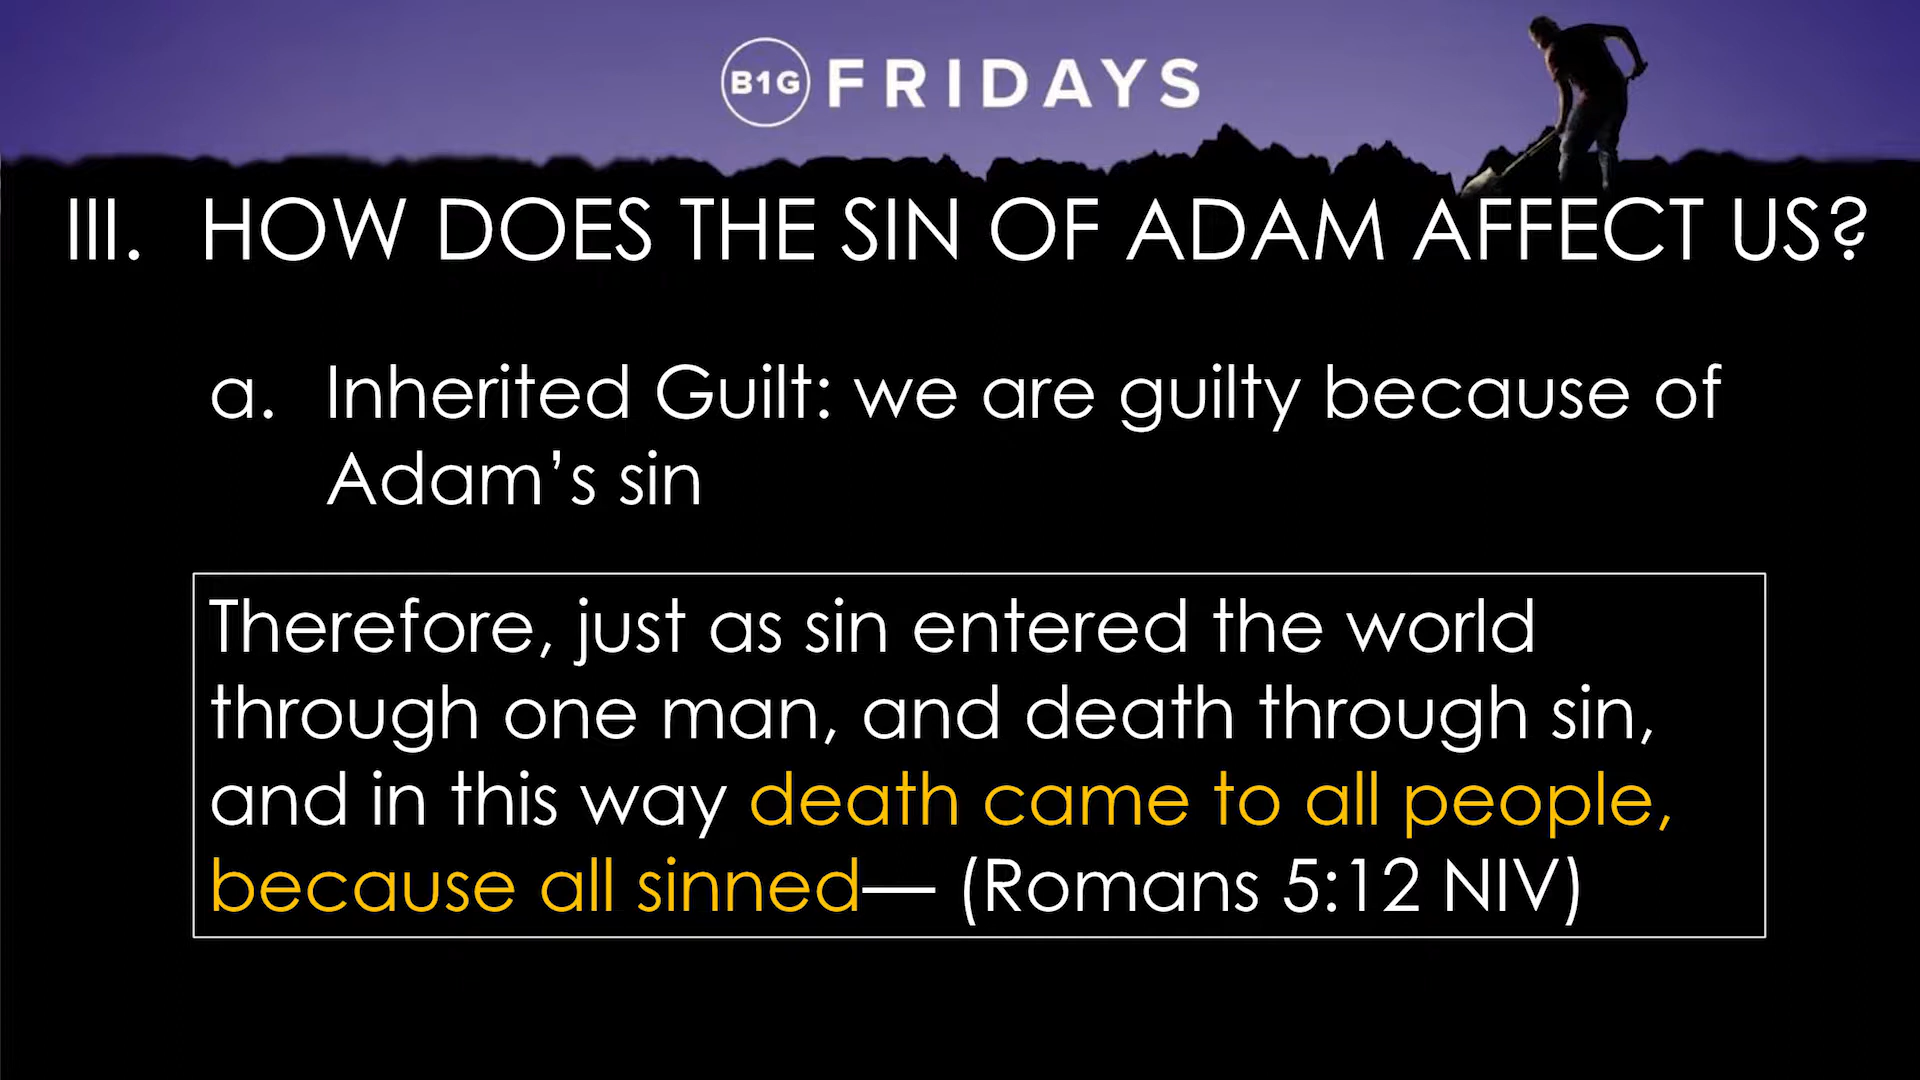 B1G FRIDAYS
III. HOW DOES THE SIN OF ADAM AFFECT US?
a. Inherited Guilt: we are guilty because of
Adam’s sin
Therefore, just as sin entered the world
through one man, and death through sin,
and in this way death came to all people,
because all sinned— (Romans 5:12 NIV)